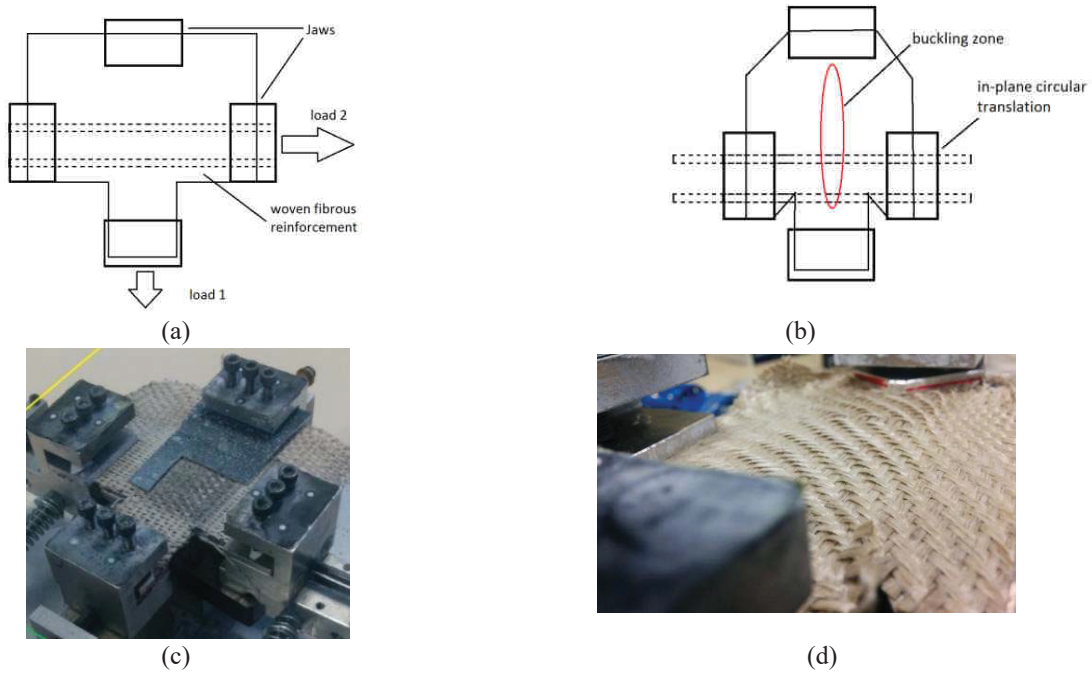 Jaws
load 2
woven fibrous
reinforcement
load 1
(a)
buckling zone
in-plane circular
translation
(b)
(c)
(d)